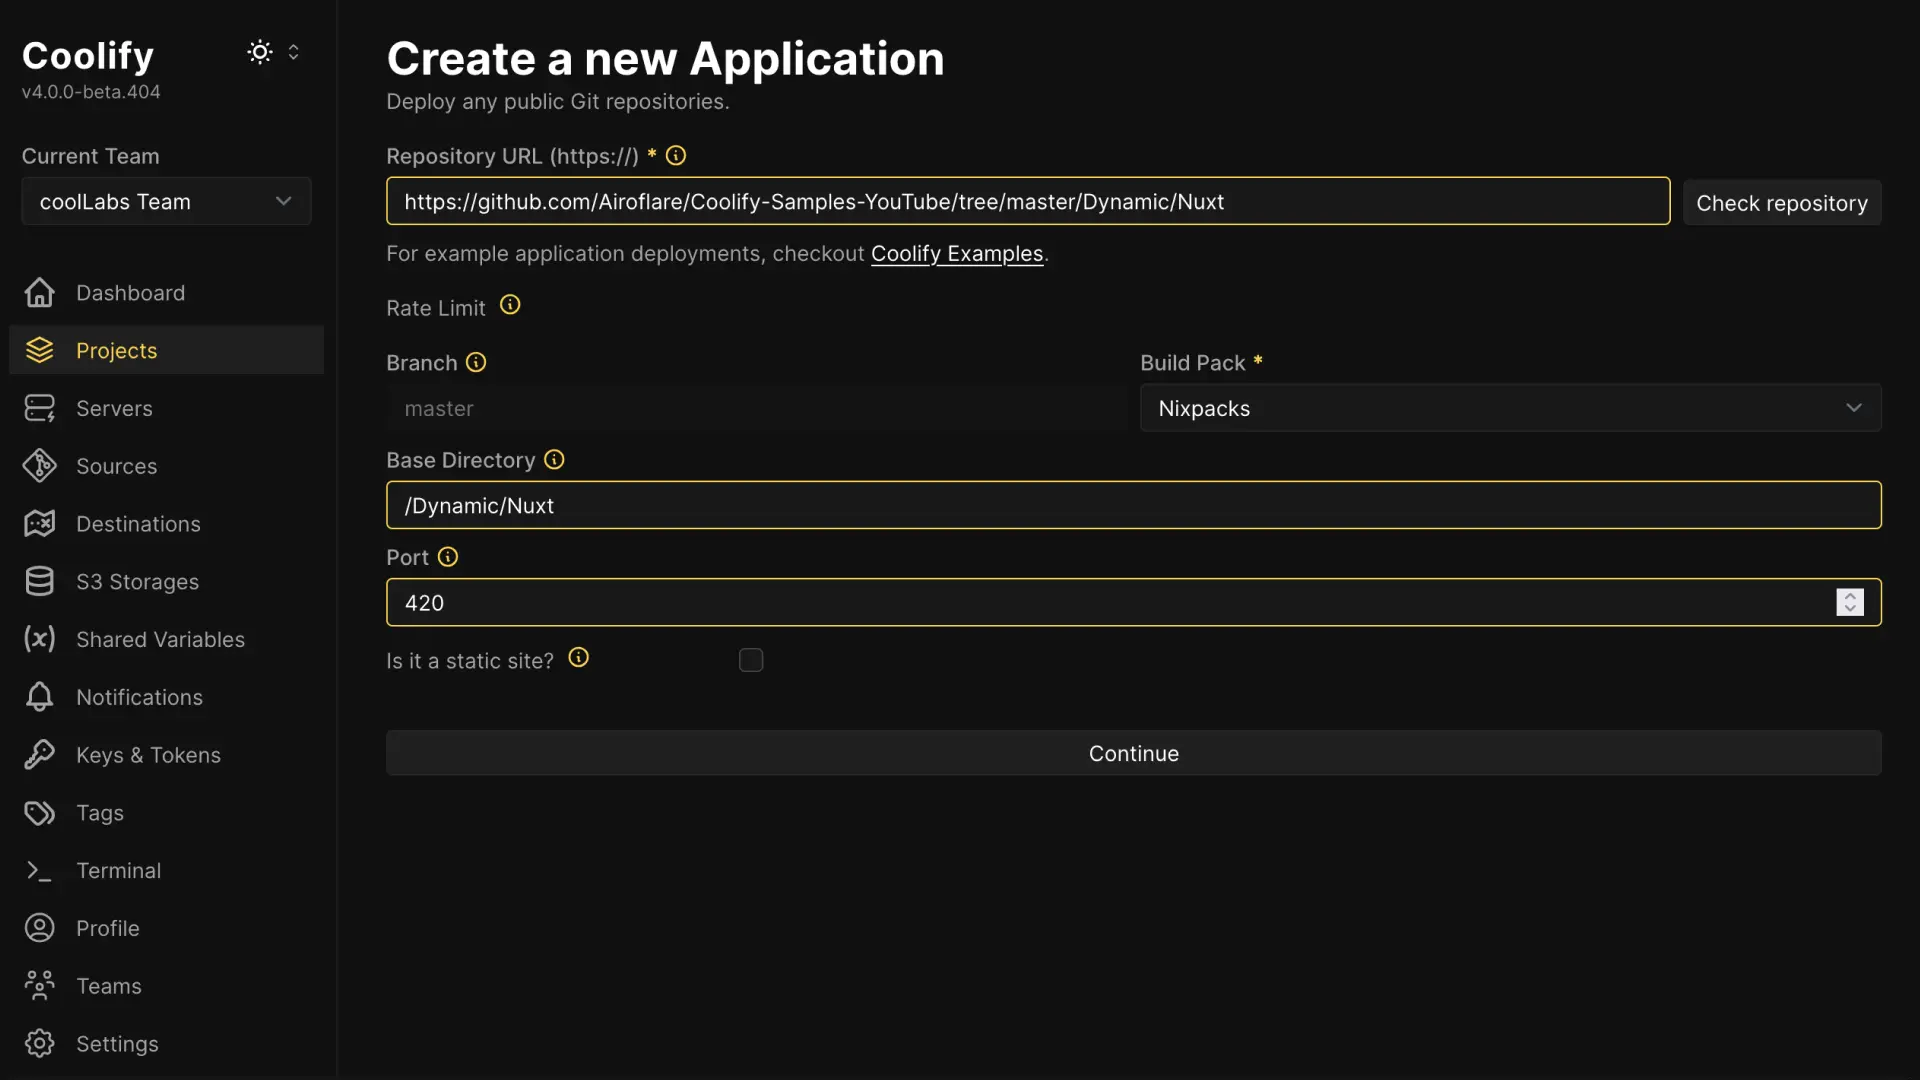 Coolify
v4.0.0-beta.404
Current Team
coolLabs Team
Dashboard
Projects
Servers
Sources
Destinations
S3 Storages
Shared Variables
Notifications
Keys & Tokens
Tags
Terminal
Profile
Teams
Settings
Create a new Application
Deploy any public Git repositories.
Repository URL (https://) *
https://github.com/Airoflare/Coolify-Samples-YouTube/tree/master/Dynamic/Nuxt
Check repository
For example application deployments, checkout Coolify Examples.
Rate Limit
Branch
master
Build Pack *
Nixpacks
Base Directory
/Dynamic/Nuxt
Port
420
Is it a static site?
Continue